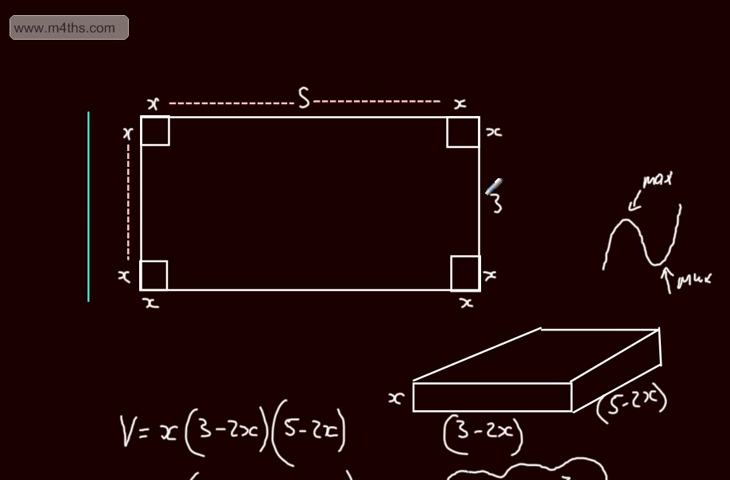 www.m4ths.com
x 5 x
x x
3
max
x x
x x
min
x
(5-2x)
V = x(3-2x)(5-2x)
(3-2x)